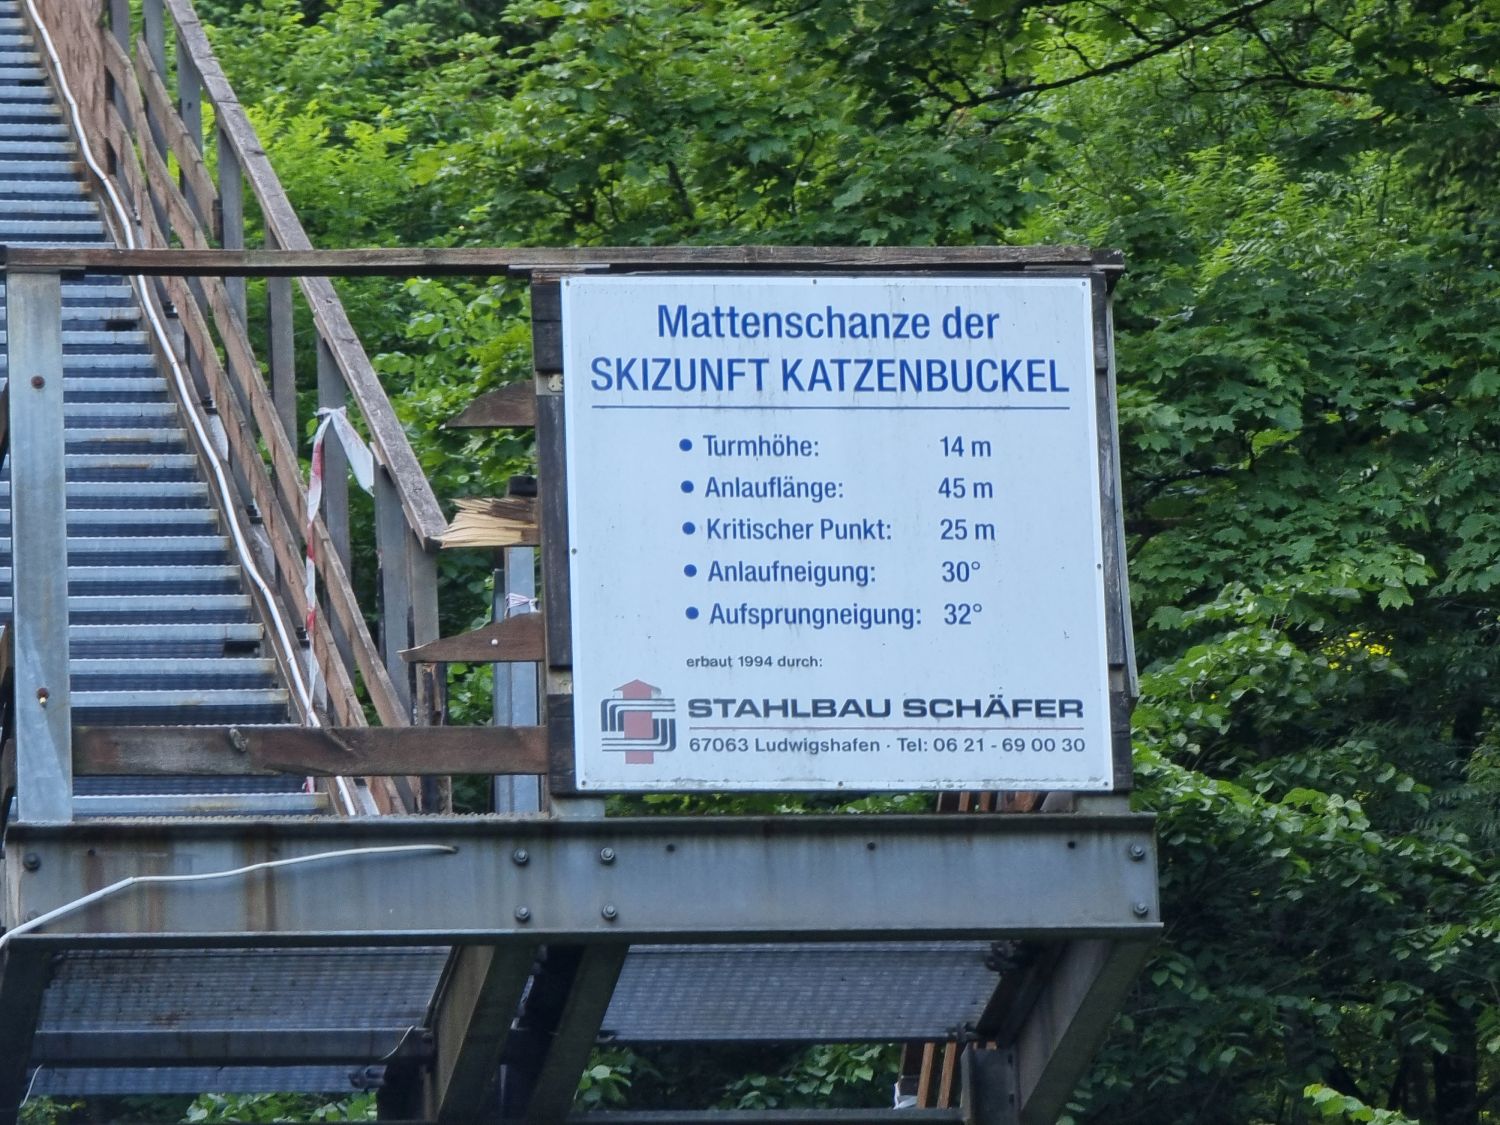 Mattenschanze der
SKIZUNFT KATZENBUCKEL
• Turmhöhe: 14 m
• Anlauflänge: 45 m
• Kritischer Punkt: 25 m
• Anlaufneigung: 30°
• Aufsprungneigung: 32°
erbaut 1994 durch:
STAHLBAU SCHÄFER
67063 Ludwigshafen · Tel: 06 21 - 69 00 30